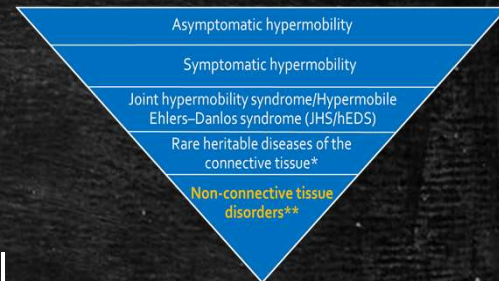 Asymptomatic hypermobility
Symptomatic hypermobility
Joint hypermobility syndrome/Hypermobile
Ehlers–Danlos syndrome (JHS/hEDS)
Rare heritable diseases of the
connective tissue*
Non-connective tissue
disorders**